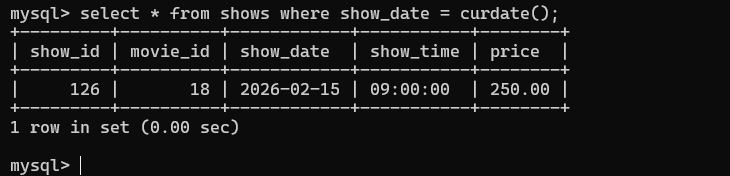 mysql> select * from shows where show_date = curdate();
+---------+----------+------------+-----------+--------+
| show_id | movie_id | show_date  | show_time | price  |
+---------+----------+------------+-----------+--------+
|     126 |       18 | 2026-02-15 | 09:00:00  | 250.00 |
+---------+----------+------------+-----------+--------+
1 row in set (0.00 sec)
mysql>